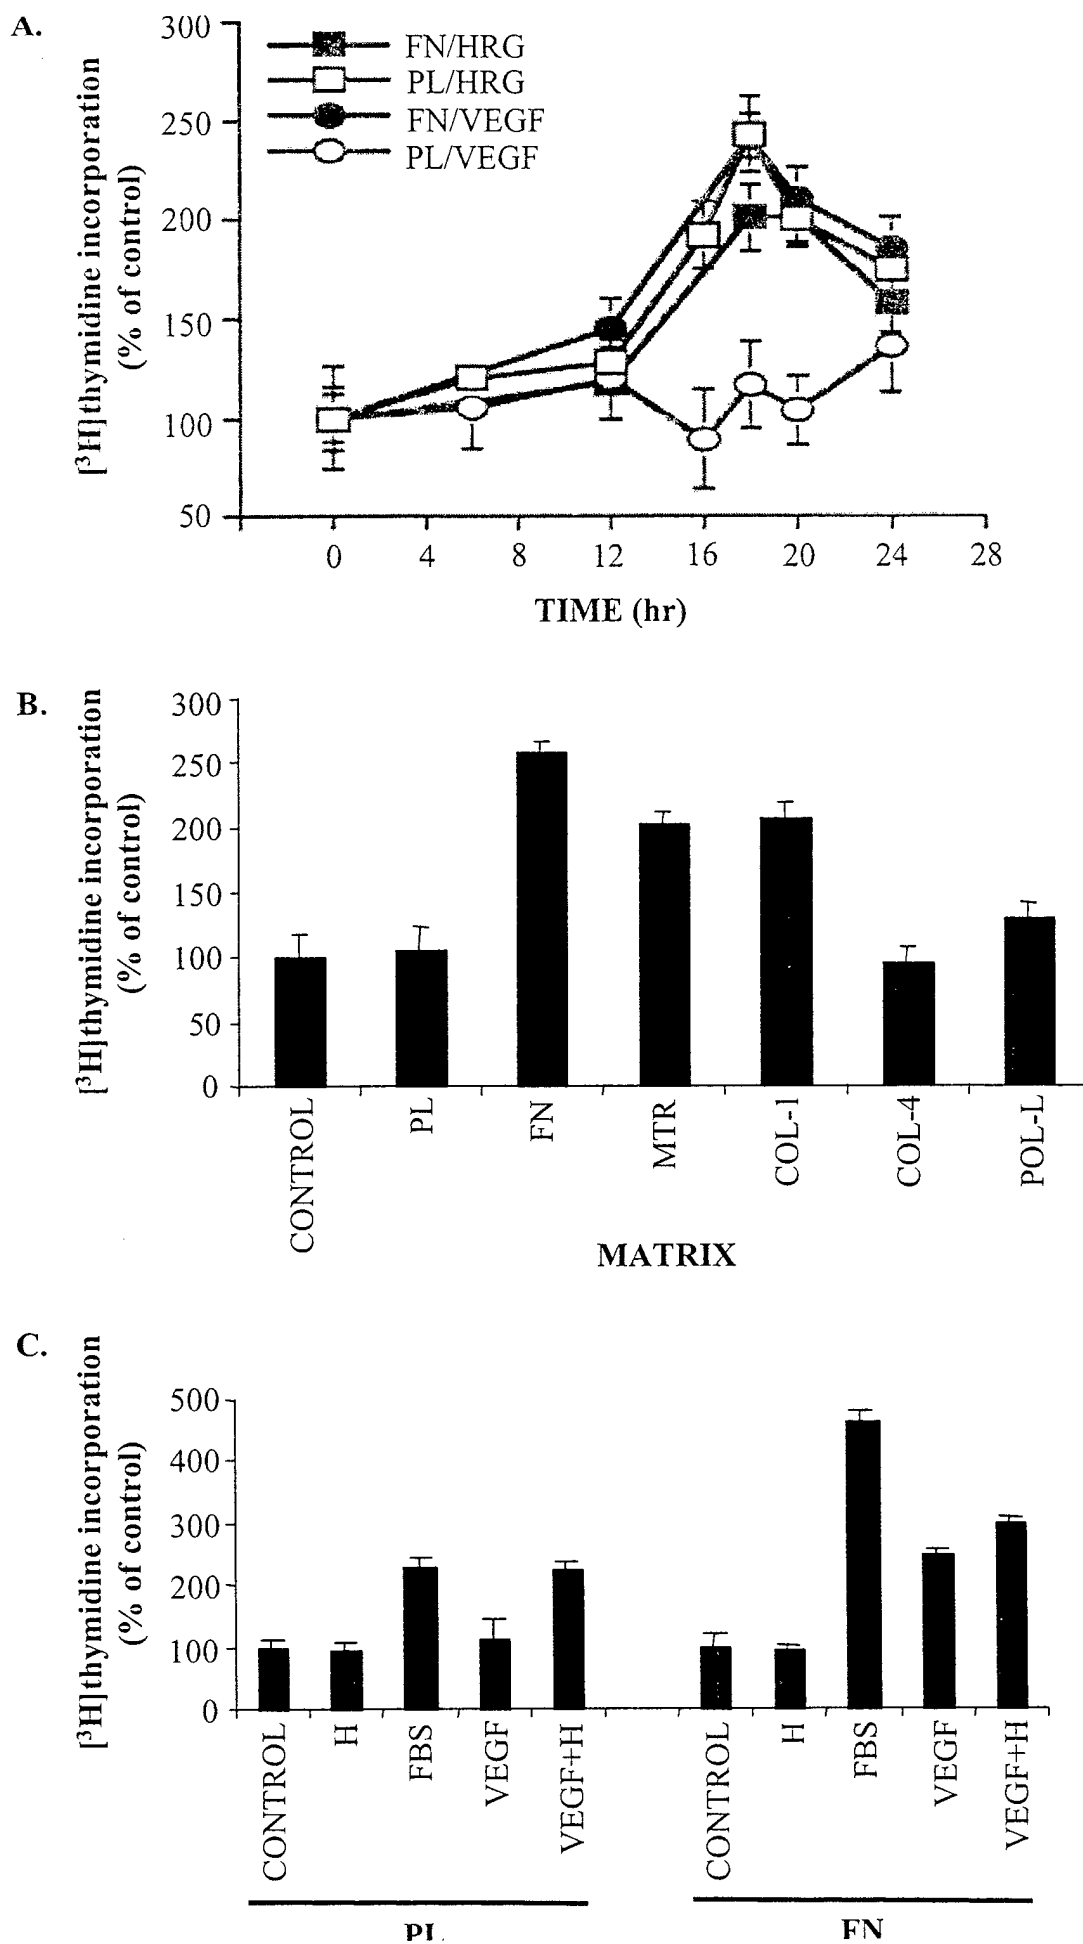 A.
[³H]thymidine incorporation
(% of control)
300
250
200
150
100
50
FN/HRG
PL/HRG
FN/VEGF
PL/VEGF
0 4 8 12 16 20 24 28
TIME (hr)
B.
[³H]thymidine incorporation
(% of control)
300
250
200
150
100
50
0
CONTROL
PL
FN
MTR
COL-1
COL-4
POL-L
MATRIX
C.
[³H]thymidine incorporation
(% of control)
500
400
300
200
100
0
CONTROL
H
FBS
VEGF
VEGF+H
CONTROL
H
FBS
VEGF
VEGF+H
PL
FN